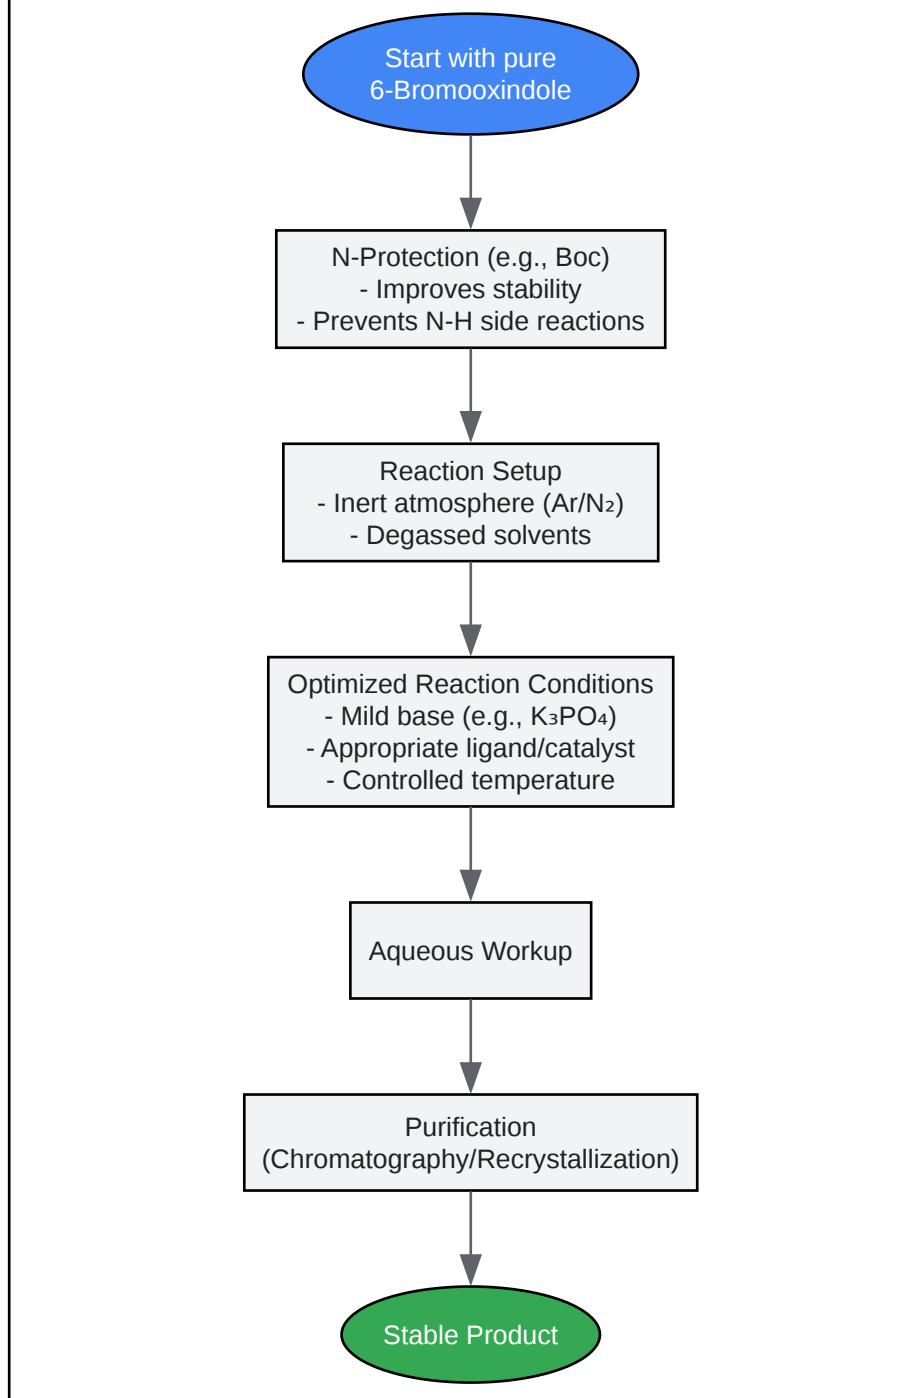 Start with pure
6-Bromooxindole
N-Protection (e.g., Boc)
- Improves stability
- Prevents N-H side reactions
Reaction Setup
- Inert atmosphere (Ar/N₂)
- Degassed solvents
Optimized Reaction Conditions
- Mild base (e.g., K₃PO₄)
- Appropriate ligand/catalyst
- Controlled temperature
Aqueous Workup
Purification
(Chromatography/Recrystallization)
Stable Product